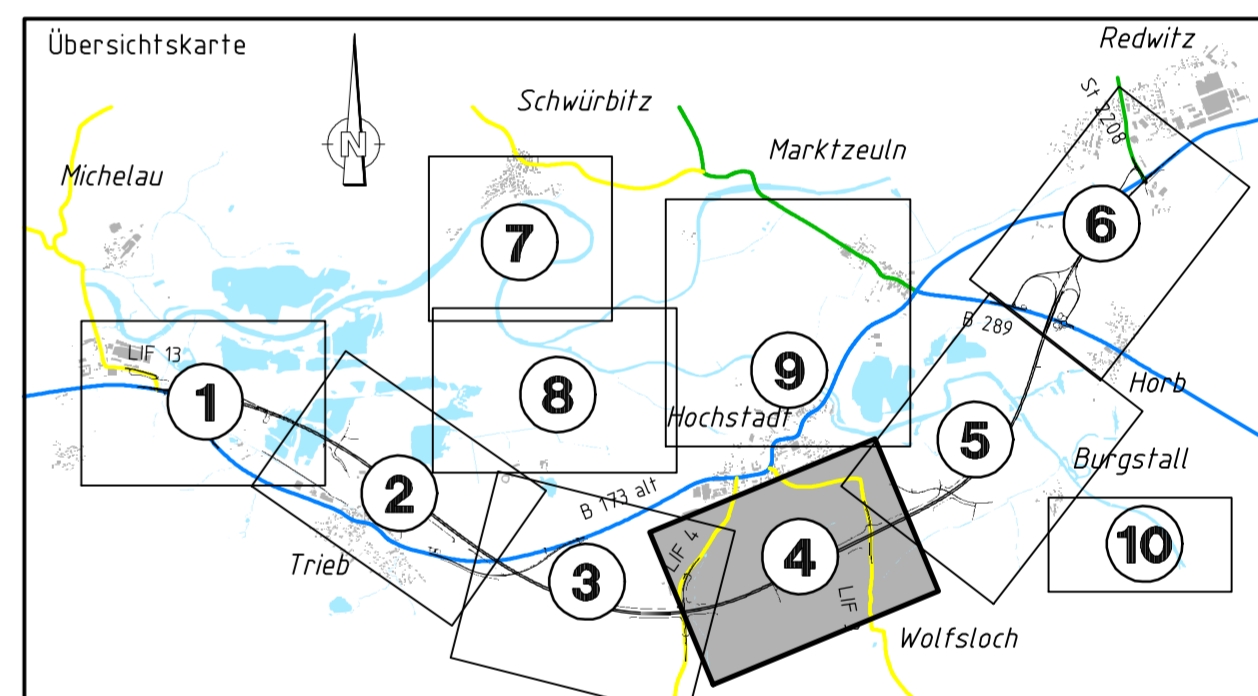 Übersichtskarte
Redwitz
St 2208
Schwürbitz
Marktzeuln
Michelau
N
6
7
B 289
LIF 13
1
8
9
Horb
Hochstadt
5
Burgstall
2
B 173 alt
10
Trieb
3
LIF 4
4
LIF
Wolfsloch